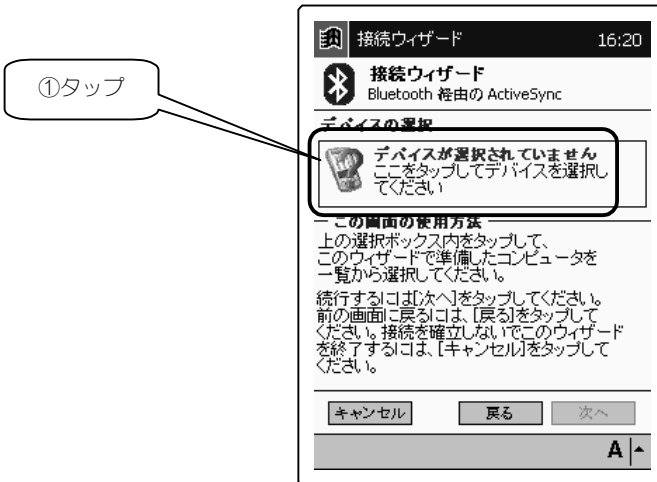 ①タップ
接続ウィザード 16:20
接続ウィザード
Bluetooth 経由の ActiveSync
デバイスの選択
デバイスが選択されていません
ここをタップしてデバイスを選択し
てください
この画面の使用方法
上の選択ボックス内をタップして、
このウィザードで準備したコンピュータを
一覧から選択してください。
続行するには[次へ]をタップしてください。
前の画面に戻るには、[戻る]をタップして
ください。接続を確立しないでこのウィザード
を終了するには、[キャンセル]をタップして
ください。
キャンセル 戻る 次へ
A